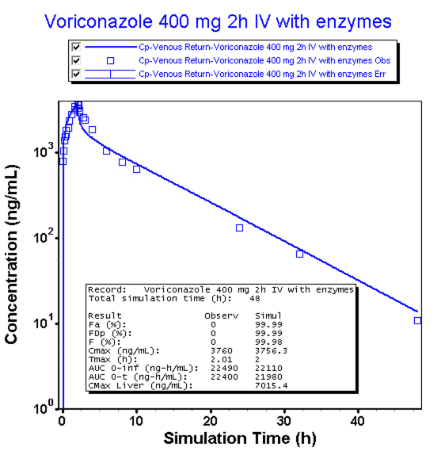 Voriconazole 400 mg 2h IV with enzymes
Cp-Venous Return-Voriconazole 400 mg 2h IV with enzymes
Cp-Venous Return-Voriconazole 400 mg 2h IV with enzymes Obs
Cp-Venous Return-Voriconazole 400 mg 2h IV with enzymes Err
Concentration (ng/mL)
10³
10²
10¹
10⁰
Record: Voriconazole 400 mg 2h IV with enzymes
Total simulation time (h): 48
Result Observ Simul
Fa (%): 0 99.99
FDp (%): 0 99.99
F (%): 0 99.98
Cmax (ng/mL): 3760 3756.3
Tmax (h): 2.01 2
AUC 0-inf (ng-h/mL): 22490 22110
AUC 0-t (ng-h/mL): 22400 21980
CMax Liver (ng/mL): 7015.4
0 10 20 30 40
Simulation Time (h)